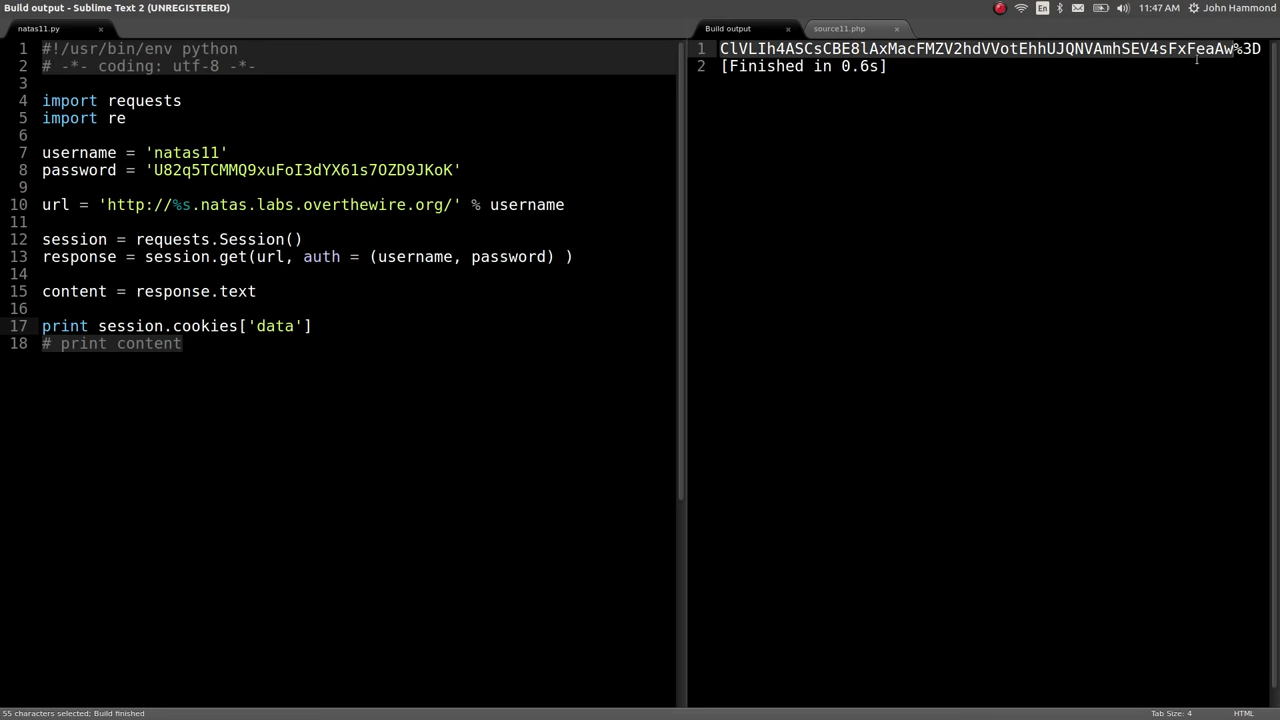 Build output - Sublime Text 2 (UNREGISTERED)
En
11:47 AM
John Hammond
natas11.py
×
Build output
×
source11.php
×
1 #!/usr/bin/env python
2 # -*- coding: utf-8 -*-
3
4 import requests
5 import re
6
7 username = 'natas11'
8 password = 'U82q5TCMMQ9xuFoI3dYX61s7OZD9JKoK'
9
10 url = 'http://%s.natas.labs.overthewire.org/' % username
11
12 session = requests.Session()
13 response = session.get(url, auth = (username, password) )
14
15 content = response.text
16
17 print session.cookies['data']
18 # print content
1 ClVLIh4ASCsCBE8lAxMacFMZV2hdVVotEhhUJQNVAmhSEV4sFxFeaAw%3D
2 [Finished in 0.6s]
55 characters selected; Build finished
Tab Size: 4
HTML